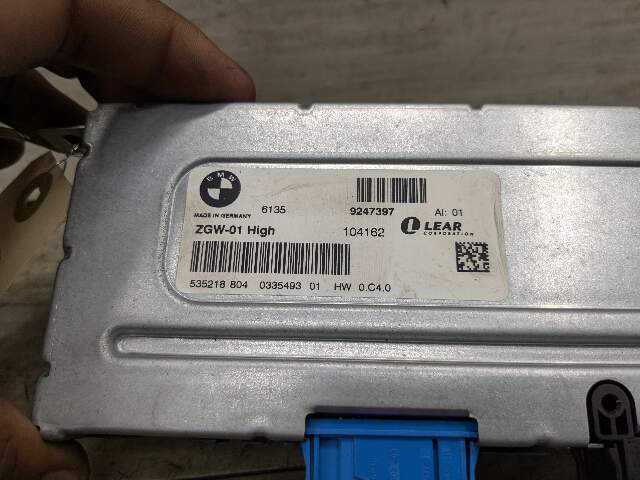 BMW
MADE IN GERMANY 6135 9247397 AI: 01
ZGW-01 High 104162 LEAR
CORPORATION
535218 804 0335493 01 HW 0.C4.0